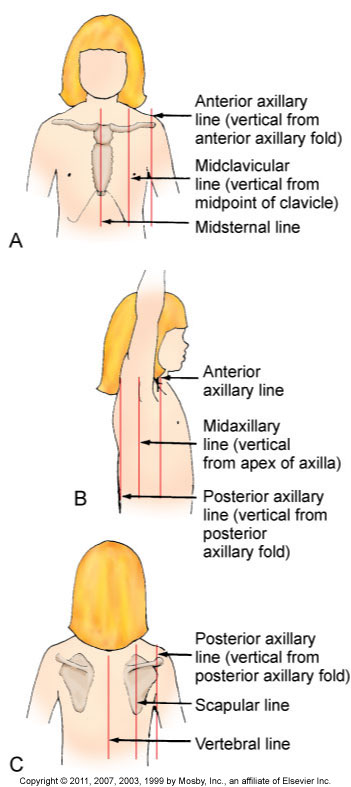 Anterior axillary
line (vertical from
anterior axillary fold)
Midclavicular
line (vertical from
midpoint of clavicle)
Midsternal line
A
Anterior
axillary line
Midaxillary
line (vertical
from apex of axilla)
B
Posterior axillary
line (vertical from
posterior
axillary fold)
Posterior axillary
line (vertical from
posterior axillary fold)
Scapular line
Vertebral line
C
Copyright © 2011, 2007, 2003, 1999 by Mosby, Inc., an affiliate of Elsevier Inc.